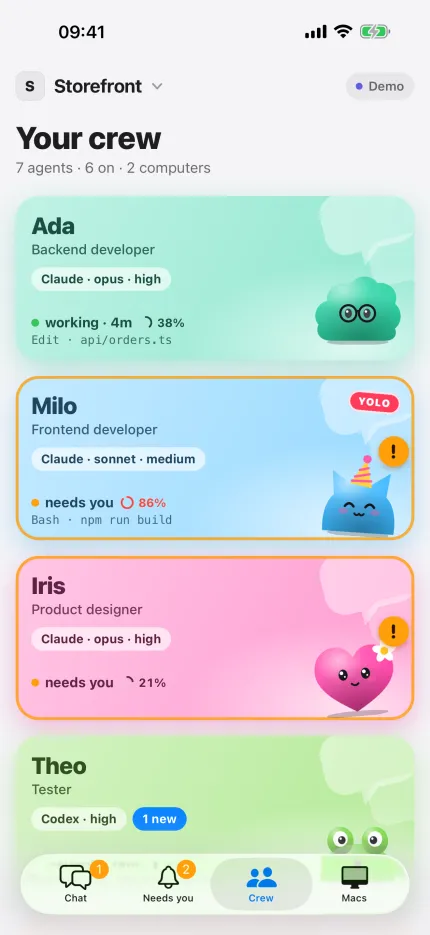 09:41
S Storefront
Demo
Your crew
7 agents · 6 on · 2 computers
Ada
Backend developer
Claude · opus · high
working · 4m 38%
Edit · api/orders.ts
Milo
YOLO
Frontend developer
!
Claude · sonnet · medium
needs you 86%
Bash · npm run build
Iris
Product designer
!
Claude · opus · high
needs you 21%
Theo
Tester
Codex · high 1 new
1 2
Chat Needs you Crew Macs